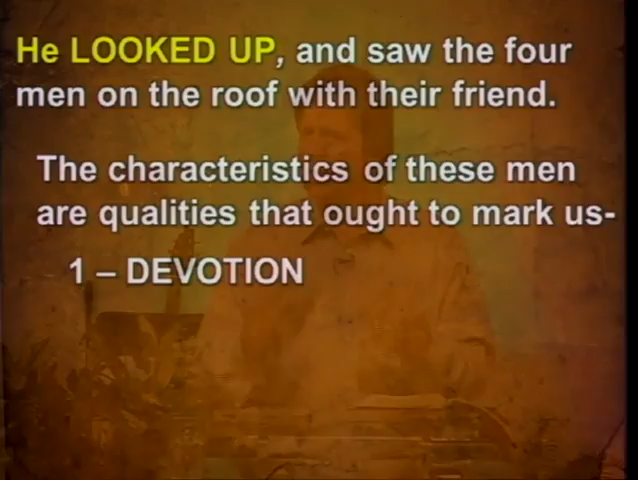 He LOOKED UP, and saw the four
men on the roof with their friend.
The characteristics of these men
are qualities that ought to mark us-
1 – DEVOTION